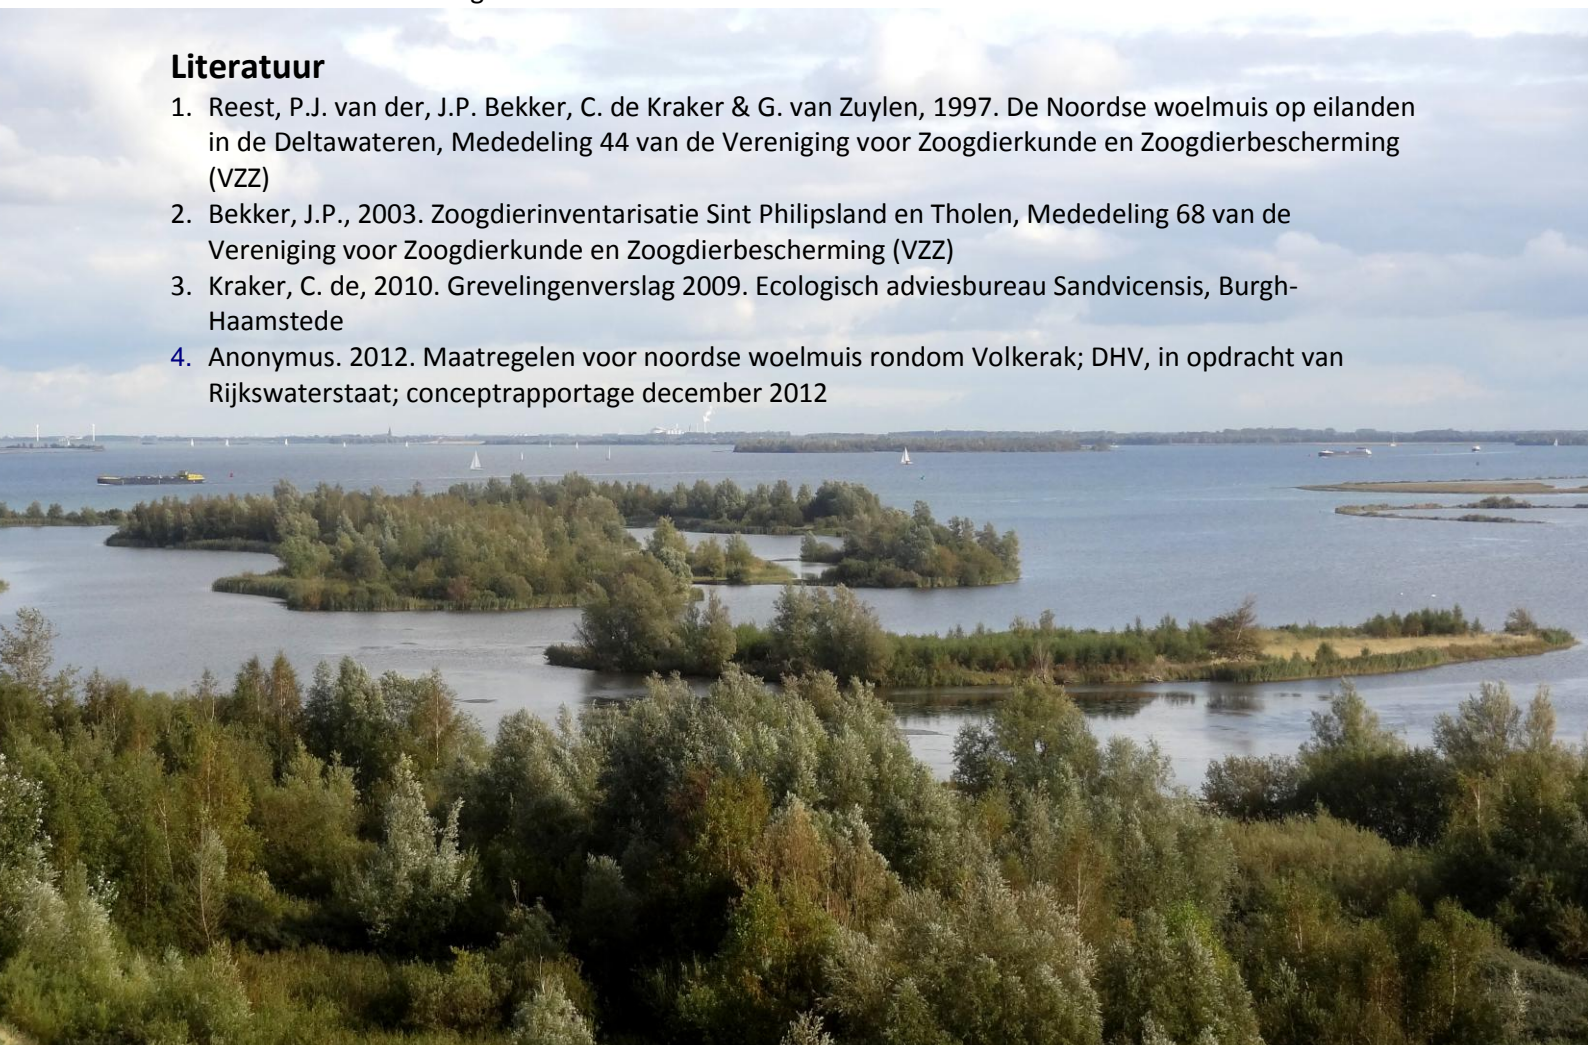 Literatuur
1. Reest, P.J. van der, J.P. Bekker, C. de Kraker & G. van Zuylen, 1997. De Noordse woelmuis op eilanden
in de Deltawateren, Mededeling 44 van de Vereniging voor Zoogdierkunde en Zoogdierbescherming
(VZZ)
2. Bekker, J.P., 2003. Zoogdierinventarisatie Sint Philipsland en Tholen, Mededeling 68 van de
Vereniging voor Zoogdierkunde en Zoogdierbescherming (VZZ)
3. Kraker, C. de, 2010. Grevelingenverslag 2009. Ecologisch adviesbureau Sandvicensis, Burgh-
Haamstede
4. Anonymus. 2012. Maatregelen voor noordse woelmuis rondom Volkerak; DHV, in opdracht van
Rijkswaterstaat; conceptrapportage december 2012